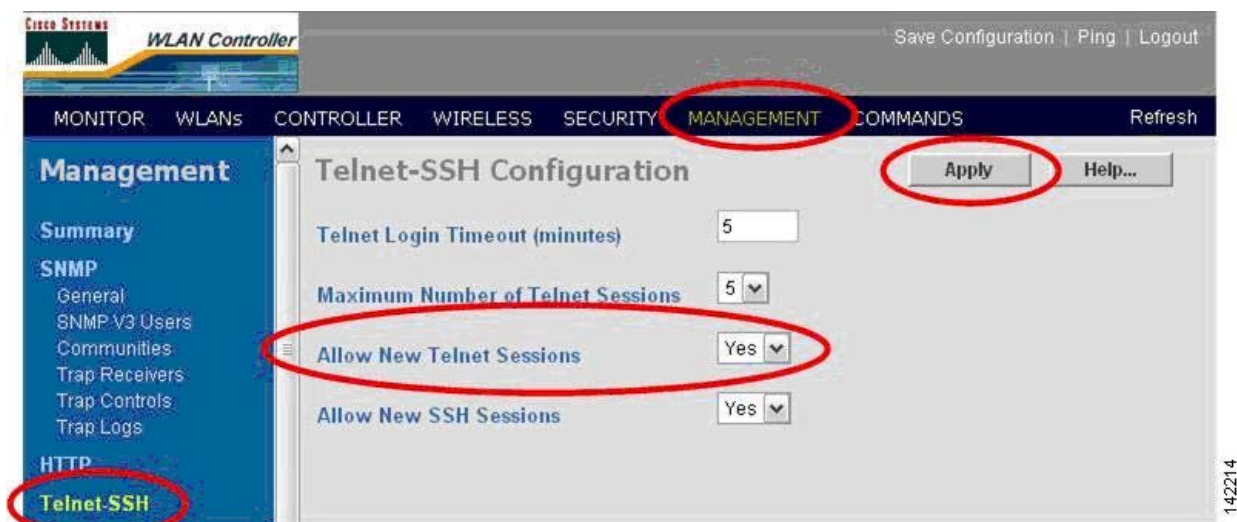 CISCO SYSTEMS
WLAN Controller
Save Configuration | Ping | Logout
MONITOR WLANs CONTROLLER WIRELESS SECURITY MANAGEMENT COMMANDS Refresh
Management
Summary
SNMP
General
SNMP V3 Users
Communities
Trap Receivers
Trap Controls
Trap Logs
HTTP
Telnet-SSH
Telnet-SSH Configuration
Apply
Help...
Telnet Login Timeout (minutes) 5
Maximum Number of Telnet Sessions 5
Allow New Telnet Sessions Yes
Allow New SSH Sessions Yes
142214